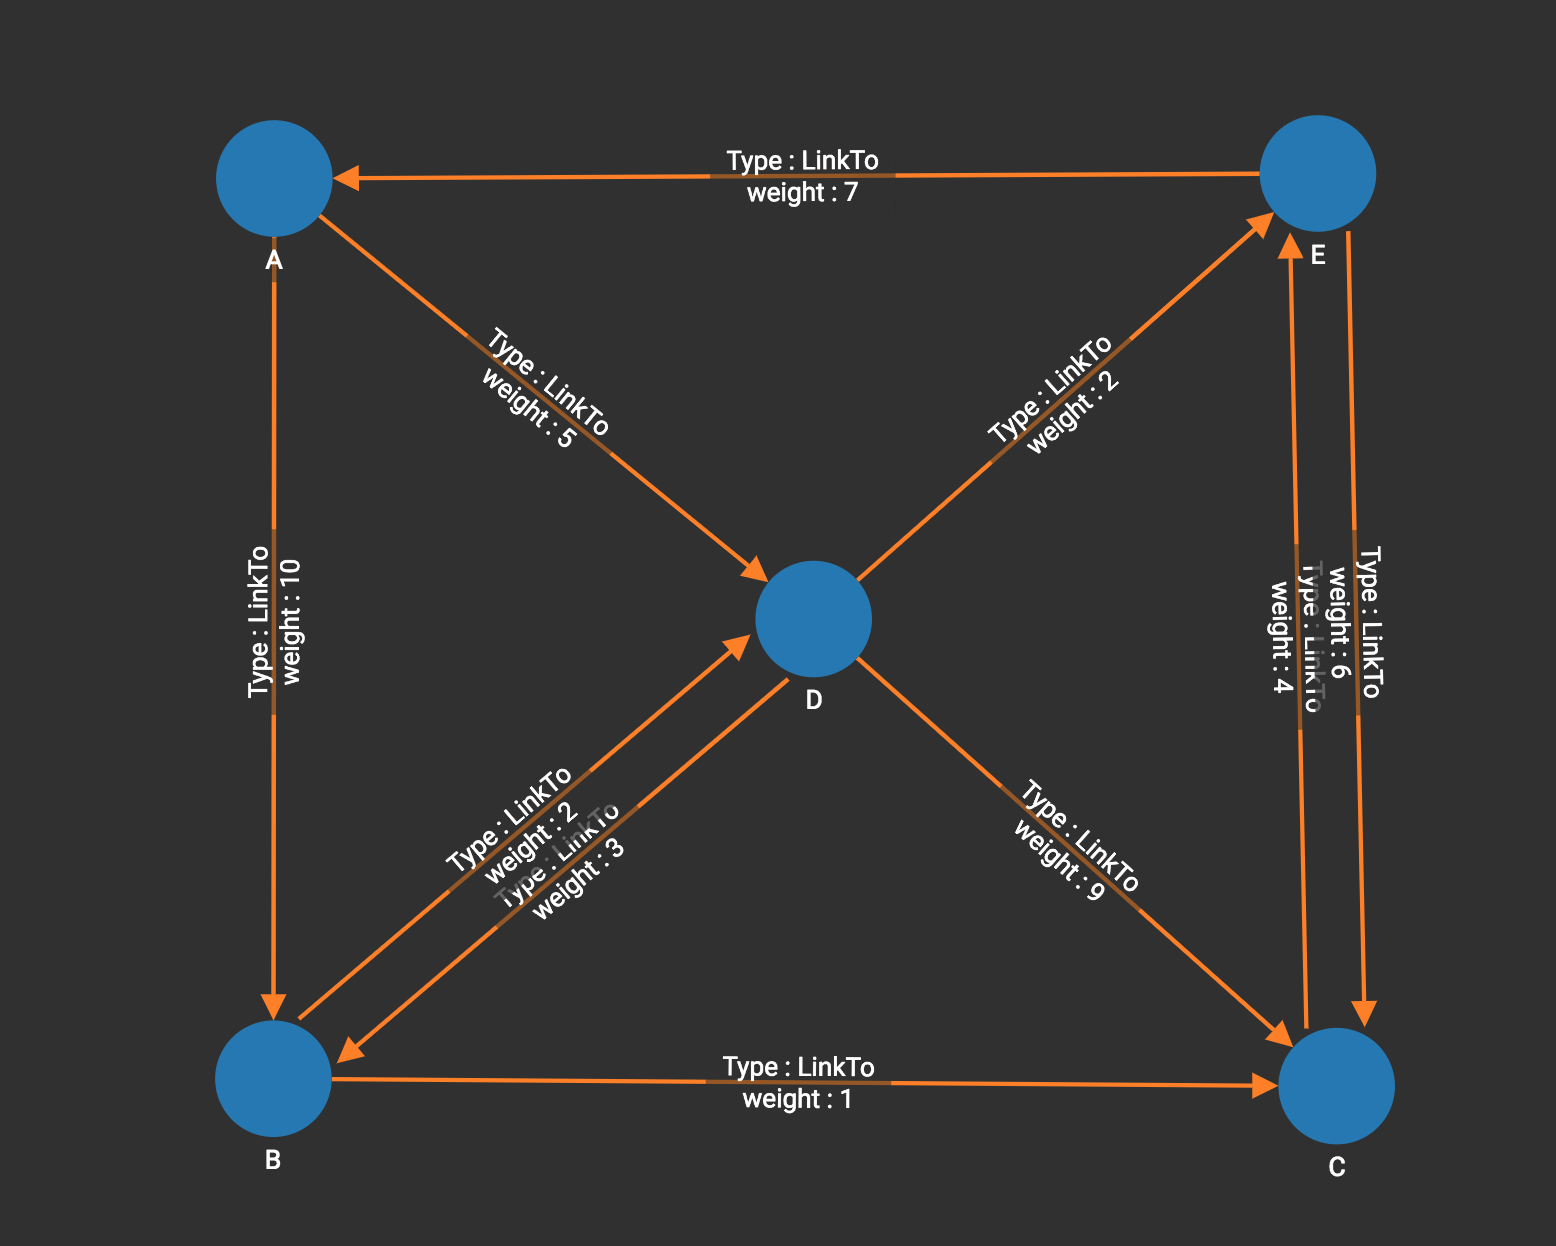 Type : LinkTo
weight : 7
A
E
Type : LinkTo
weight : 5
Type : LinkTo
weight : 2
Type : LinkTo
weight : 10
Type : LinkTo
weight : 4
Type : LinkTo
weight : 6
D
Type : LinkTo
weight : 2
Type : LinkTo
weight : 3
Type : LinkTo
weight : 9
Type : LinkTo
weight : 1
B
C